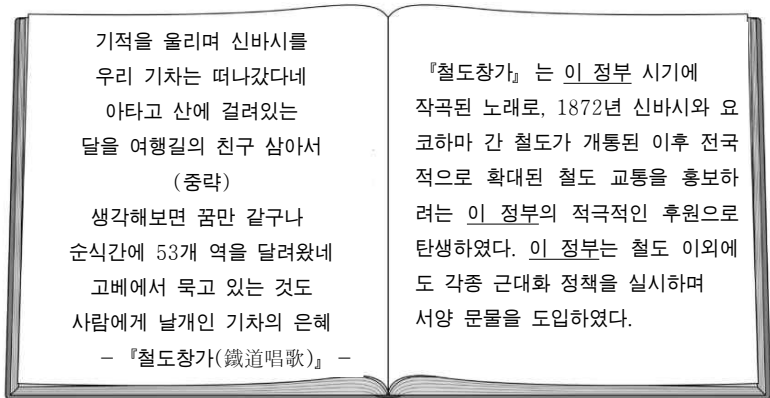 기적을 울리며 신바시를
우리 기차는 떠나갔다네
아타고 산에 걸려있는
달을 여행길의 친구 삼아서
(중략)
생각해보면 꿈만 같구나
순식간에 53개 역을 달려왔네
고베에서 묵고 있는 것도
사람에게 날개인 기차의 은혜
- 『철도창가(鐵道唱歌)』 -
『철도창가』 는 이 정부 시기에
작곡된 노래로, 1872년 신바시와 요
코하마 간 철도가 개통된 이후 전국
적으로 확대된 철도 교통을 홍보하
려는 이 정부의 적극적인 후원으로
탄생하였다. 이 정부는 철도 이외에
도 각종 근대화 정책을 실시하며
서양 문물을 도입하였다.